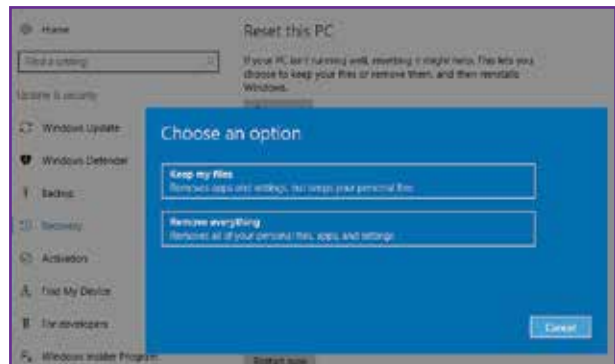 Home
Reset this PC
Find a setting
If your PC isn't running well, resetting it might help. This lets you
choose to keep your files or remove them, and then reinstalls
Windows.
Update & security
Windows Update
Windows Defender
Backup
Recovery
Activation
Find My Device
For developers
Windows Insider Program
Choose an option
Keep my files
Removes apps and settings, but keeps your personal files
Remove everything
Removes all of your personal files, apps, and settings
Cancel
Restart now